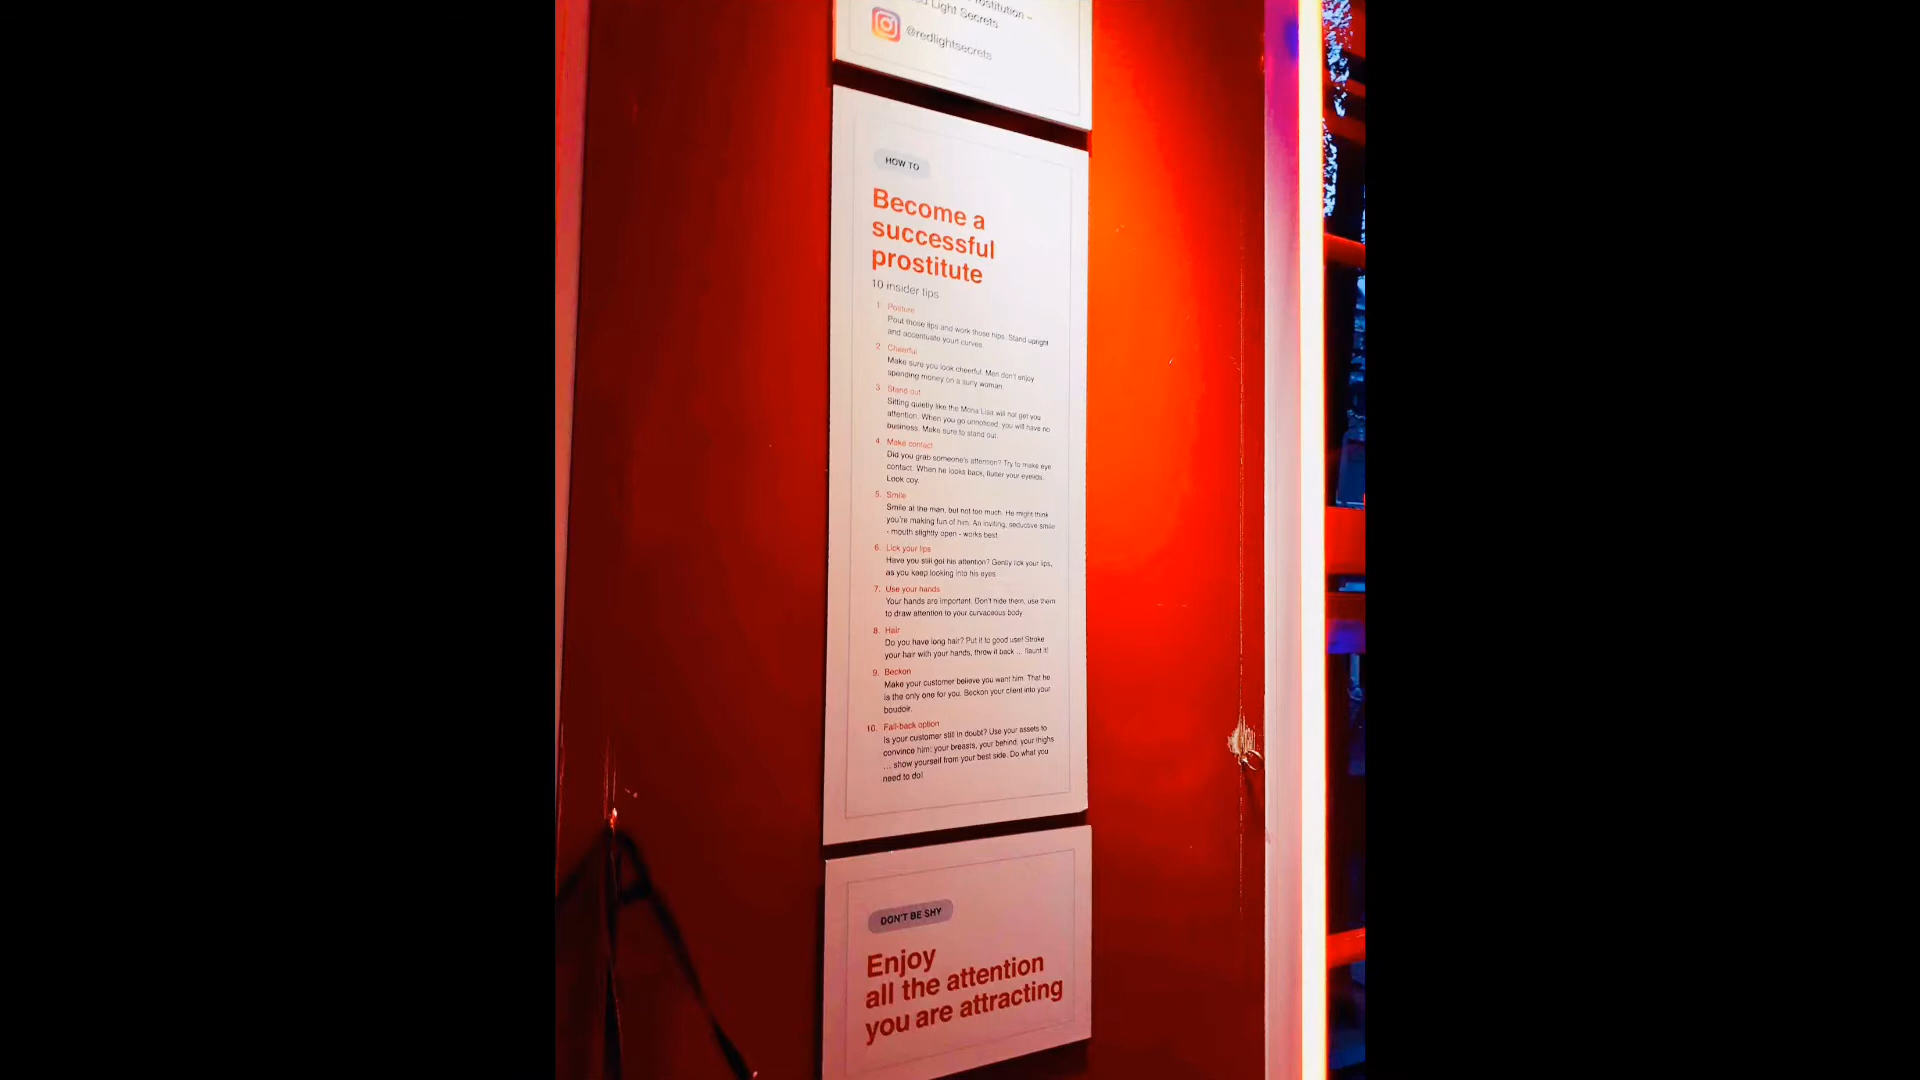 rostitution –
d Light Secrets
@redlightsecrets
HOW TO
Become a
successful
prostitute
10 insider tips
1. Posture
Pout those lips and work those hips. Stand upright
and accentuate yourt curves.
2. Cheerful
Make sure you look cheerful. Men don't enjoy
spending money on a surly woman.
3. Stand out
Sitting quietly like the Mona Lisa will not get you
attention. When you go unnoticed, you will have no
business. Make sure to stand out.
4. Make contact
Did you grab someone's attention? Try to make eye
contact. When he looks back, flutter your eyelids.
Look coy.
5. Smile
Smile at the man, but not too much. He might think
you're making fun of him. An inviting, seductive smile
- mouth slightly open - works best.
6. Lick your lips
Have you still got his attention? Gently lick your lips,
as you keep looking into his eyes.
7. Use your hands
Your hands are important. Don't hide them, use them
to draw attention to your curvaceous body.
8. Hair
Do you have long hair? Put it to good use! Stroke
your hair with your hands, throw it back ... flaunt it!
9. Beckon
Make your customer believe you want him. That he
is the only one for you. Beckon your client into your
boudoir.
10. Fall-back option
Is your customer still in doubt? Use your assets to
convince him: your breasts, your behind, your thighs
... show yourself from your best side. Do what you
need to do!
DON'T BE SHY
Enjoy
all the attention
you are attracting